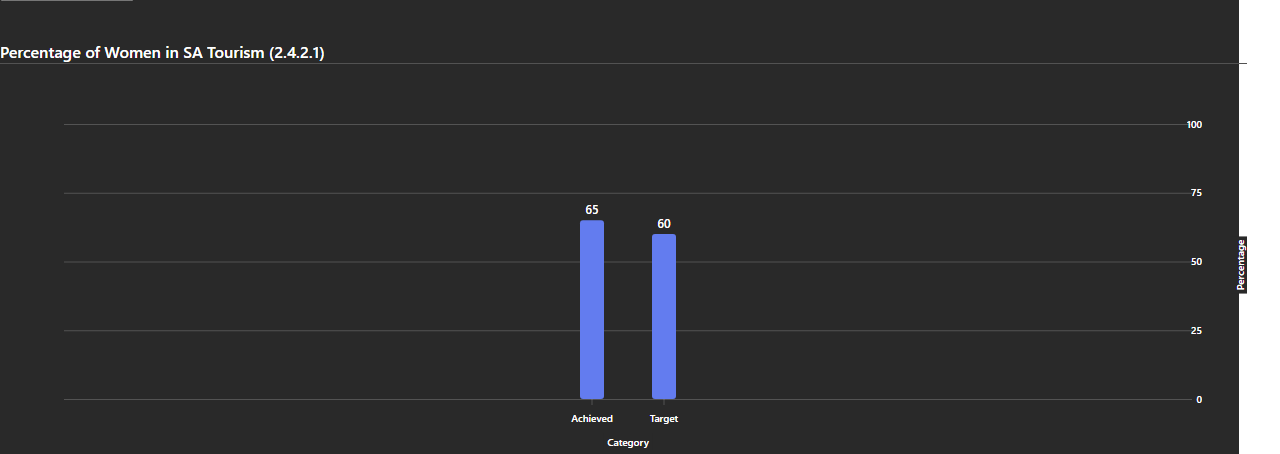 Percentage of Women in SA Tourism (2.4.2.1)
100
75
65
60
50
Percentage
25
0
Achieved Target
Category